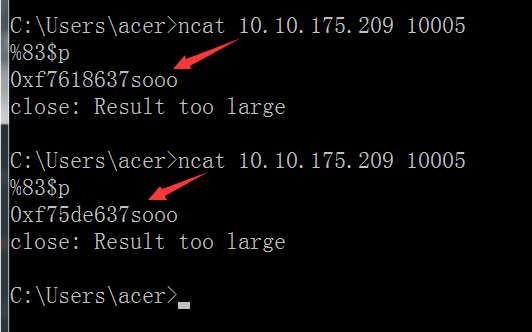 C:\Users\acer>ncat 10.10.175.209 10005
%83$p
0xf7618637sooo
close: Result too large
C:\Users\acer>ncat 10.10.175.209 10005
%83$p
0xf75de637sooo
close: Result too large
C:\Users\acer>